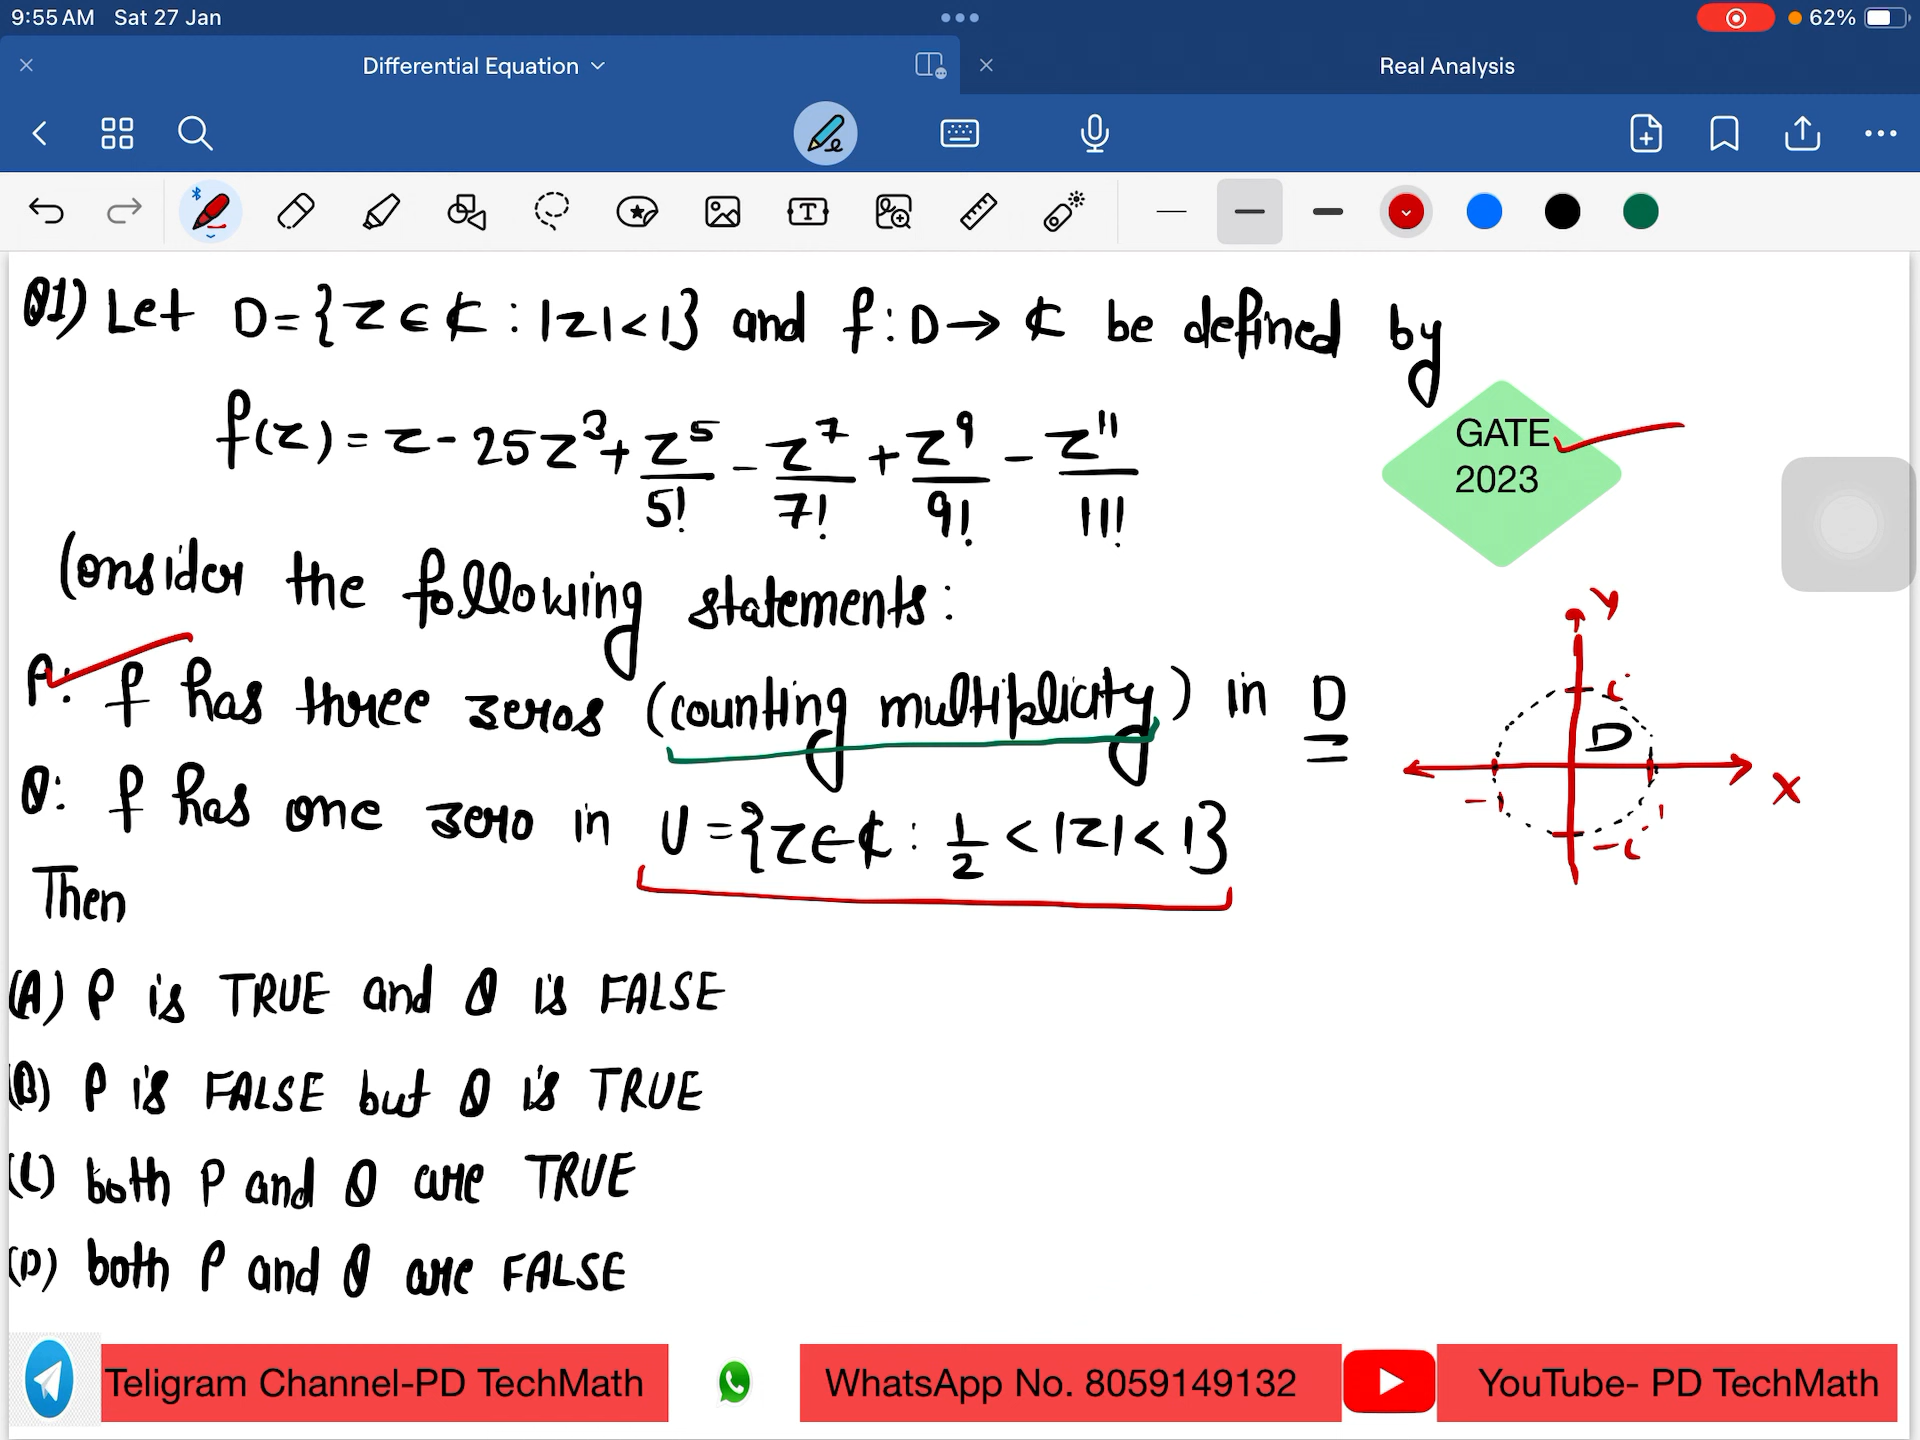 9:55 AM Sat 27 Jan
62%
Differential Equation
Real Analysis
Q1) Let D={z∈ℂ : |z|<1} and f:D→ℂ be defined by
f(z)= z-25z³+z⁵/5! - z⁷/7! + z⁹/9! - z¹¹/11!
GATE
2023
Consider the following statements:
y
P: f has three zeros (counting multiplicity) in D
i
D
-1
1
x
-i
Q: f has one zero in U={z∈ℂ : 1/2<|z|<1}
Then
(A) P is TRUE and Q is FALSE
(B) P is FALSE but Q is TRUE
(C) both P and Q are TRUE
(D) both P and Q are FALSE
Teligram Channel-PD TechMath
WhatsApp No. 8059149132
YouTube- PD TechMath